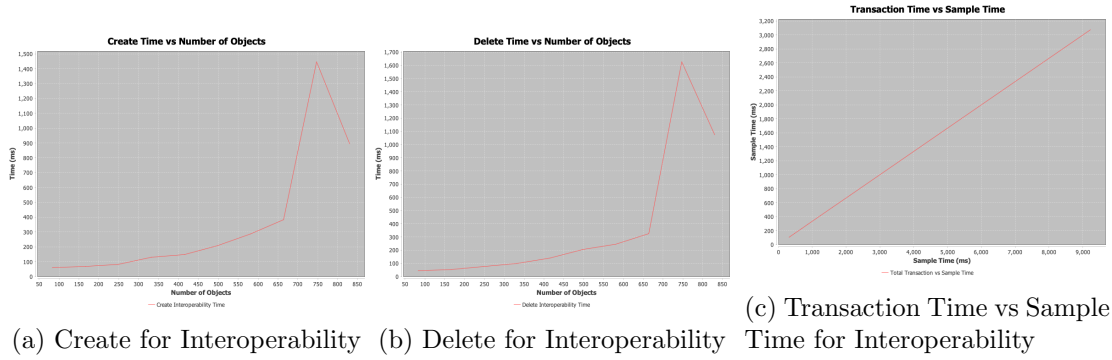 Create Time vs Number of Objects
1,500
1,400
1,300
1,200
1,100
1,000
900
800
700
600
500
400
300
200
100
0
Time (ms)
50 100 150 200 250 300 350 400 450 500 550 600 650 700 750 800 850
Number of Objects
Create Interoperability Time
(a) Create for Interoperability
Delete Time vs Number of Objects
1,700
1,600
1,500
1,400
1,300
1,200
1,100
1,000
900
800
700
600
500
400
300
200
100
0
Time (ms)
50 100 150 200 250 300 350 400 450 500 550 600 650 700 750 800 850
Number of Objects
Delete Interoperability Time
(b) Delete for Interoperability
Transaction Time vs Sample Time
3,200
3,000
2,800
2,600
2,400
2,200
2,000
1,800
1,600
1,400
1,200
1,000
800
600
400
200
0
Sample Time (ms)
1,000 2,000 3,000 4,000 5,000 6,000 7,000 8,000 9,000
Sample Time (ms)
Total Transaction vs Sample Time
(c) Transaction Time vs Sample
Time for Interoperability